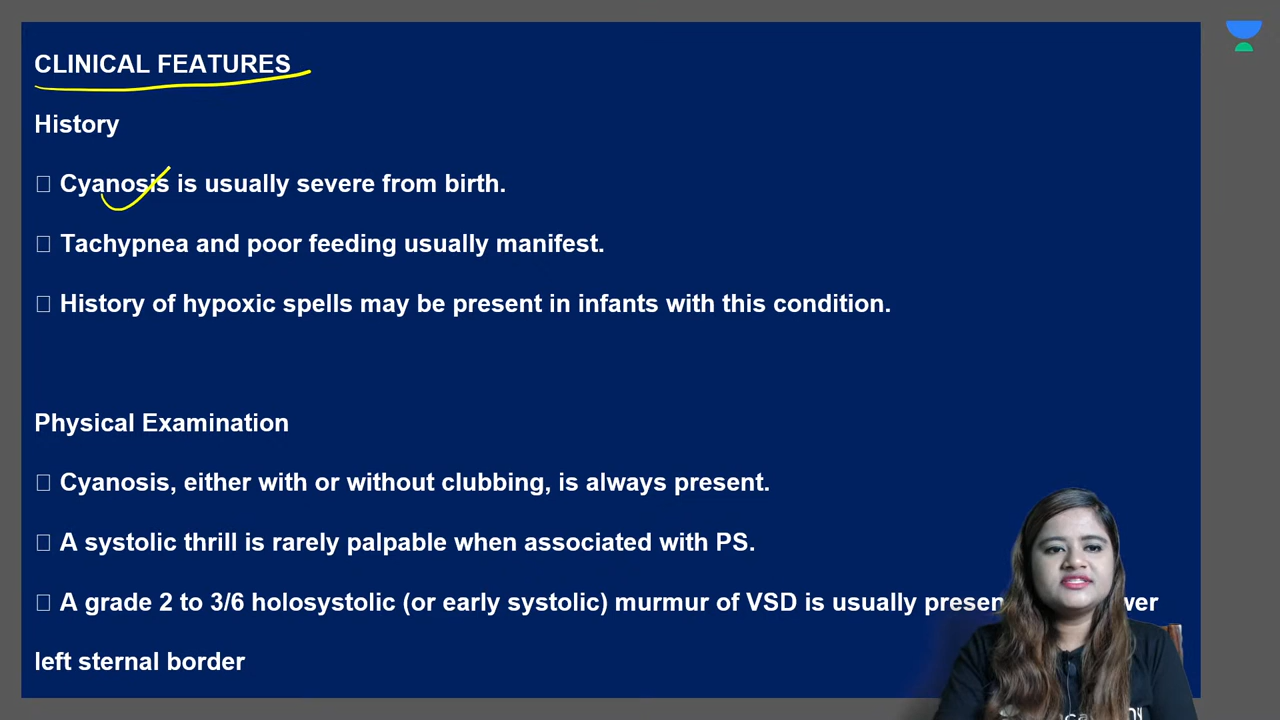 CLINICAL FEATURES
History
Cyanosis is usually severe from birth.
Tachypnea and poor feeding usually manifest.
History of hypoxic spells may be present in infants with this condition.
Physical Examination
Cyanosis, either with or without clubbing, is always present.
A systolic thrill is rarely palpable when associated with PS.
A grade 2 to 3/6 holosystolic (or early systolic) murmur of VSD is usually
left sternal border